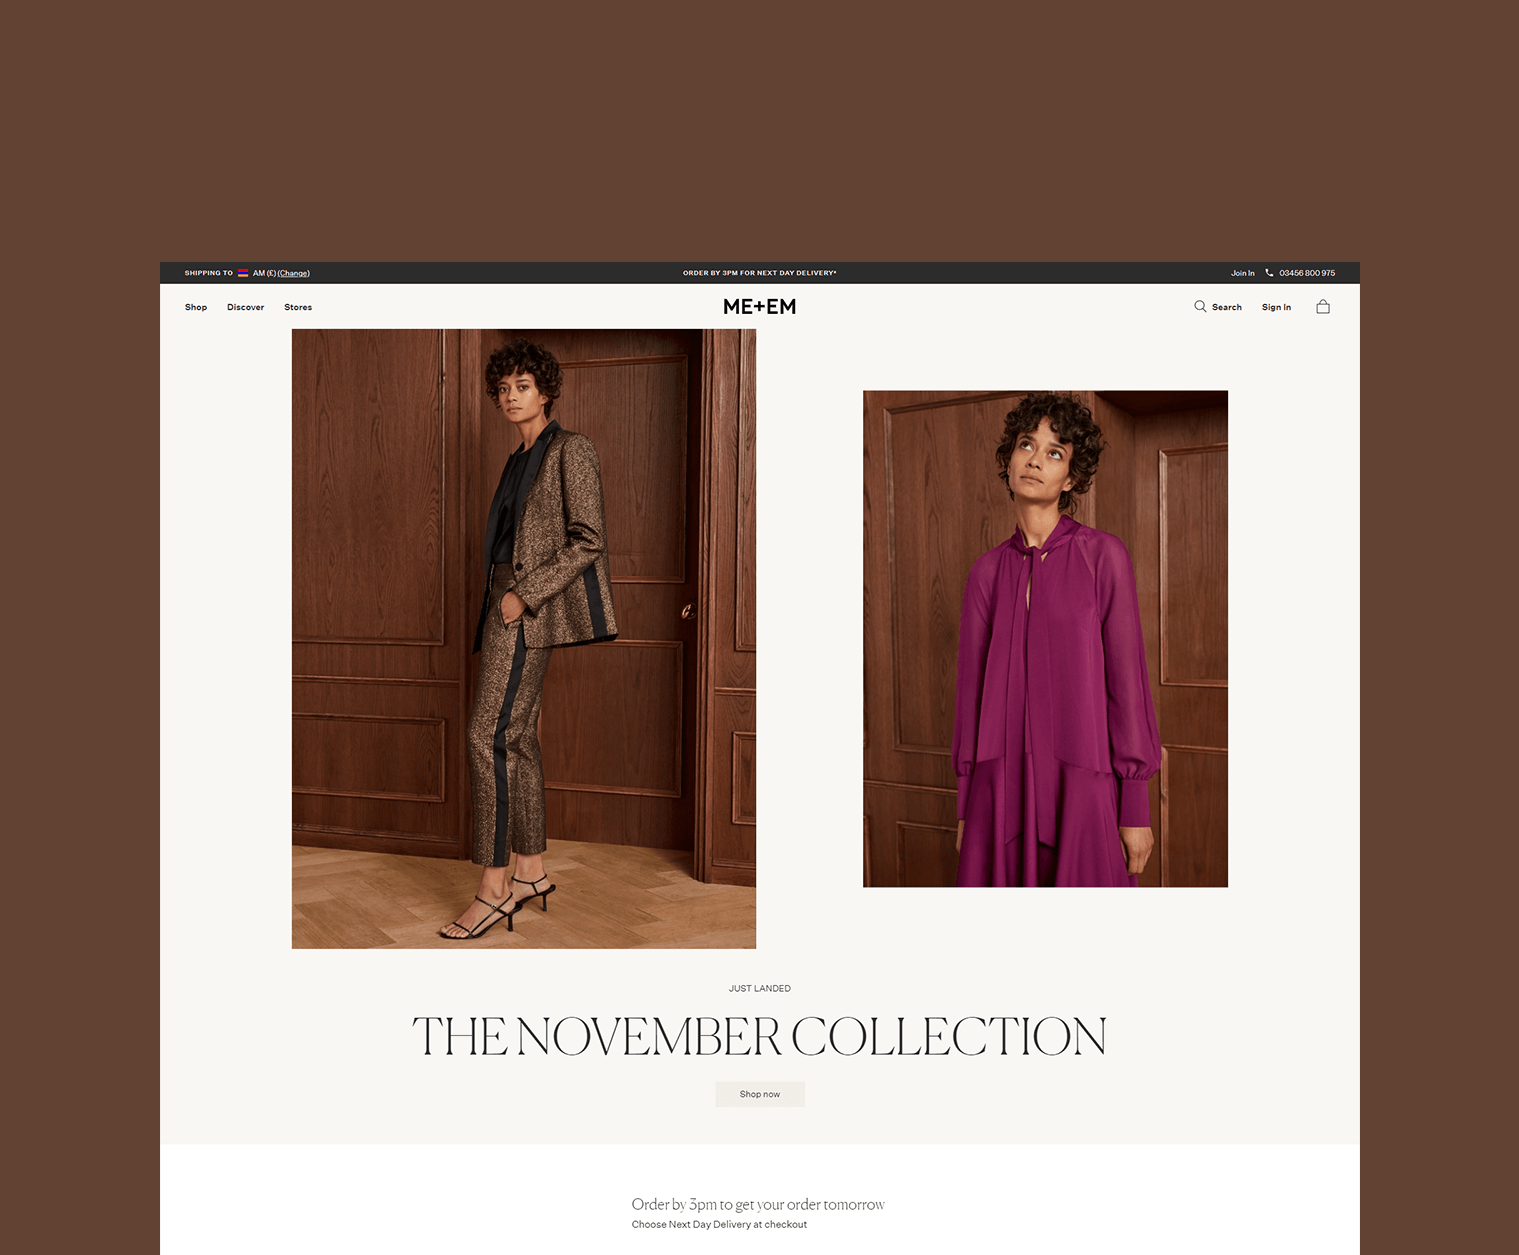 SHIPPING TO AM (£) (Change)
ORDER BY 3PM FOR NEXT DAY DELIVERY*
Join In 03456 800 975
Shop Discover Stores
ME+EM
Search Sign In
JUST LANDED
THE NOVEMBER COLLECTION
Shop now
Order by 3pm to get your order tomorrow
Choose Next Day Delivery at checkout